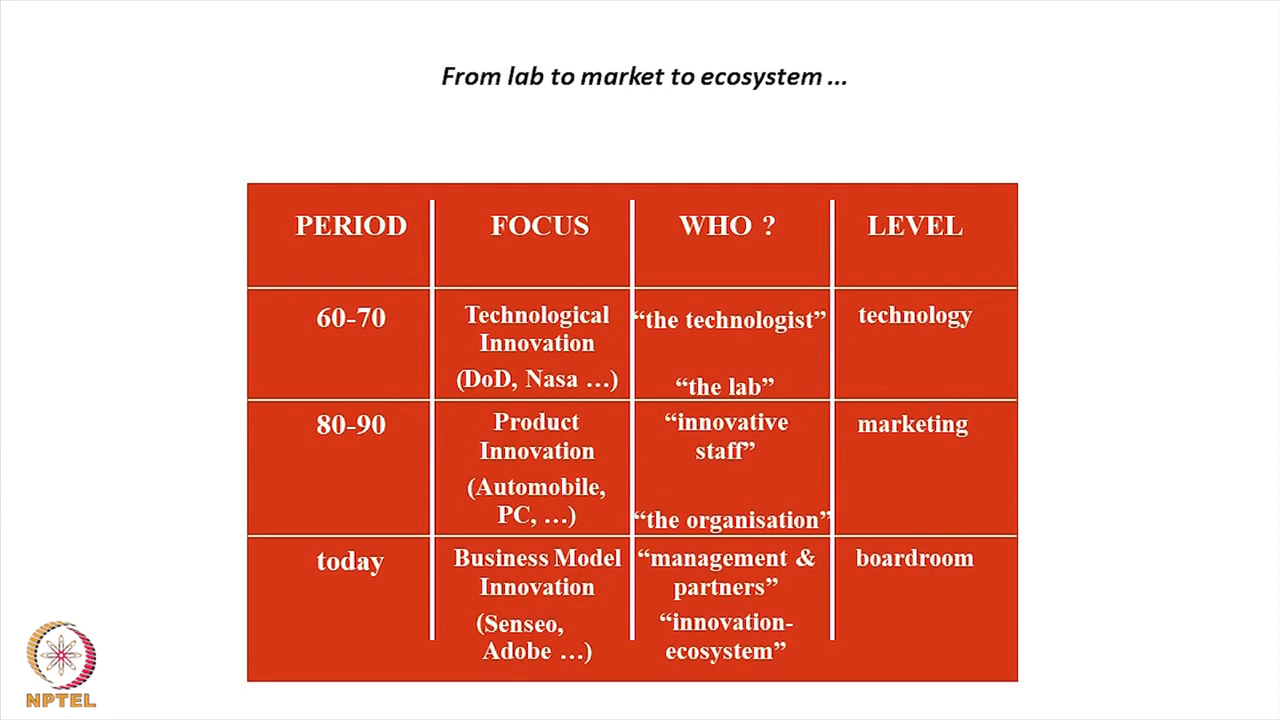 From lab to market to ecosystem ...
PERIOD
FOCUS
WHO ?
LEVEL
60-70
Technological
Innovation
(DoD, Nasa …)
“the technologist”
“the lab”
technology
80-90
Product
Innovation
(Automobile,
PC, …)
“innovative
staff”
“the organisation”
marketing
today
Business Model
Innovation
(Senseo,
Adobe …)
“management &
partners”
“innovation-
ecosystem”
boardroom
NPTEL